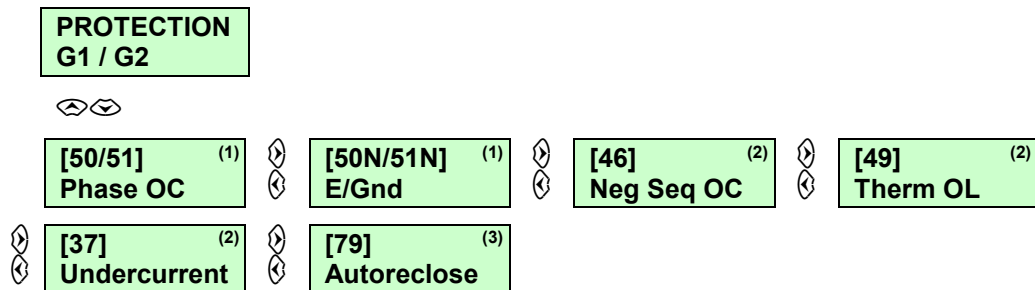 PROTECTION
G1 / G2
[50/51] (1)
Phase OC
[50N/51N] (1)
E/Gnd
[46] (2)
Neg Seq OC
[49] (2)
Therm OL
[37] (2)
Undercurrent
[79] (3)
Autoreclose